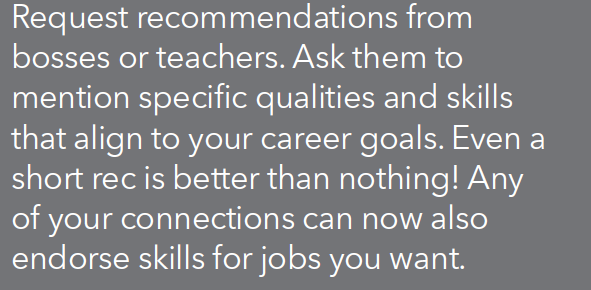 Request recommendations from
bosses or teachers. Ask them to
mention specific qualities and skills
that align to your career goals. Even a
short rec is better than nothing! Any
of your connections can now also
endorse skills for jobs you want.